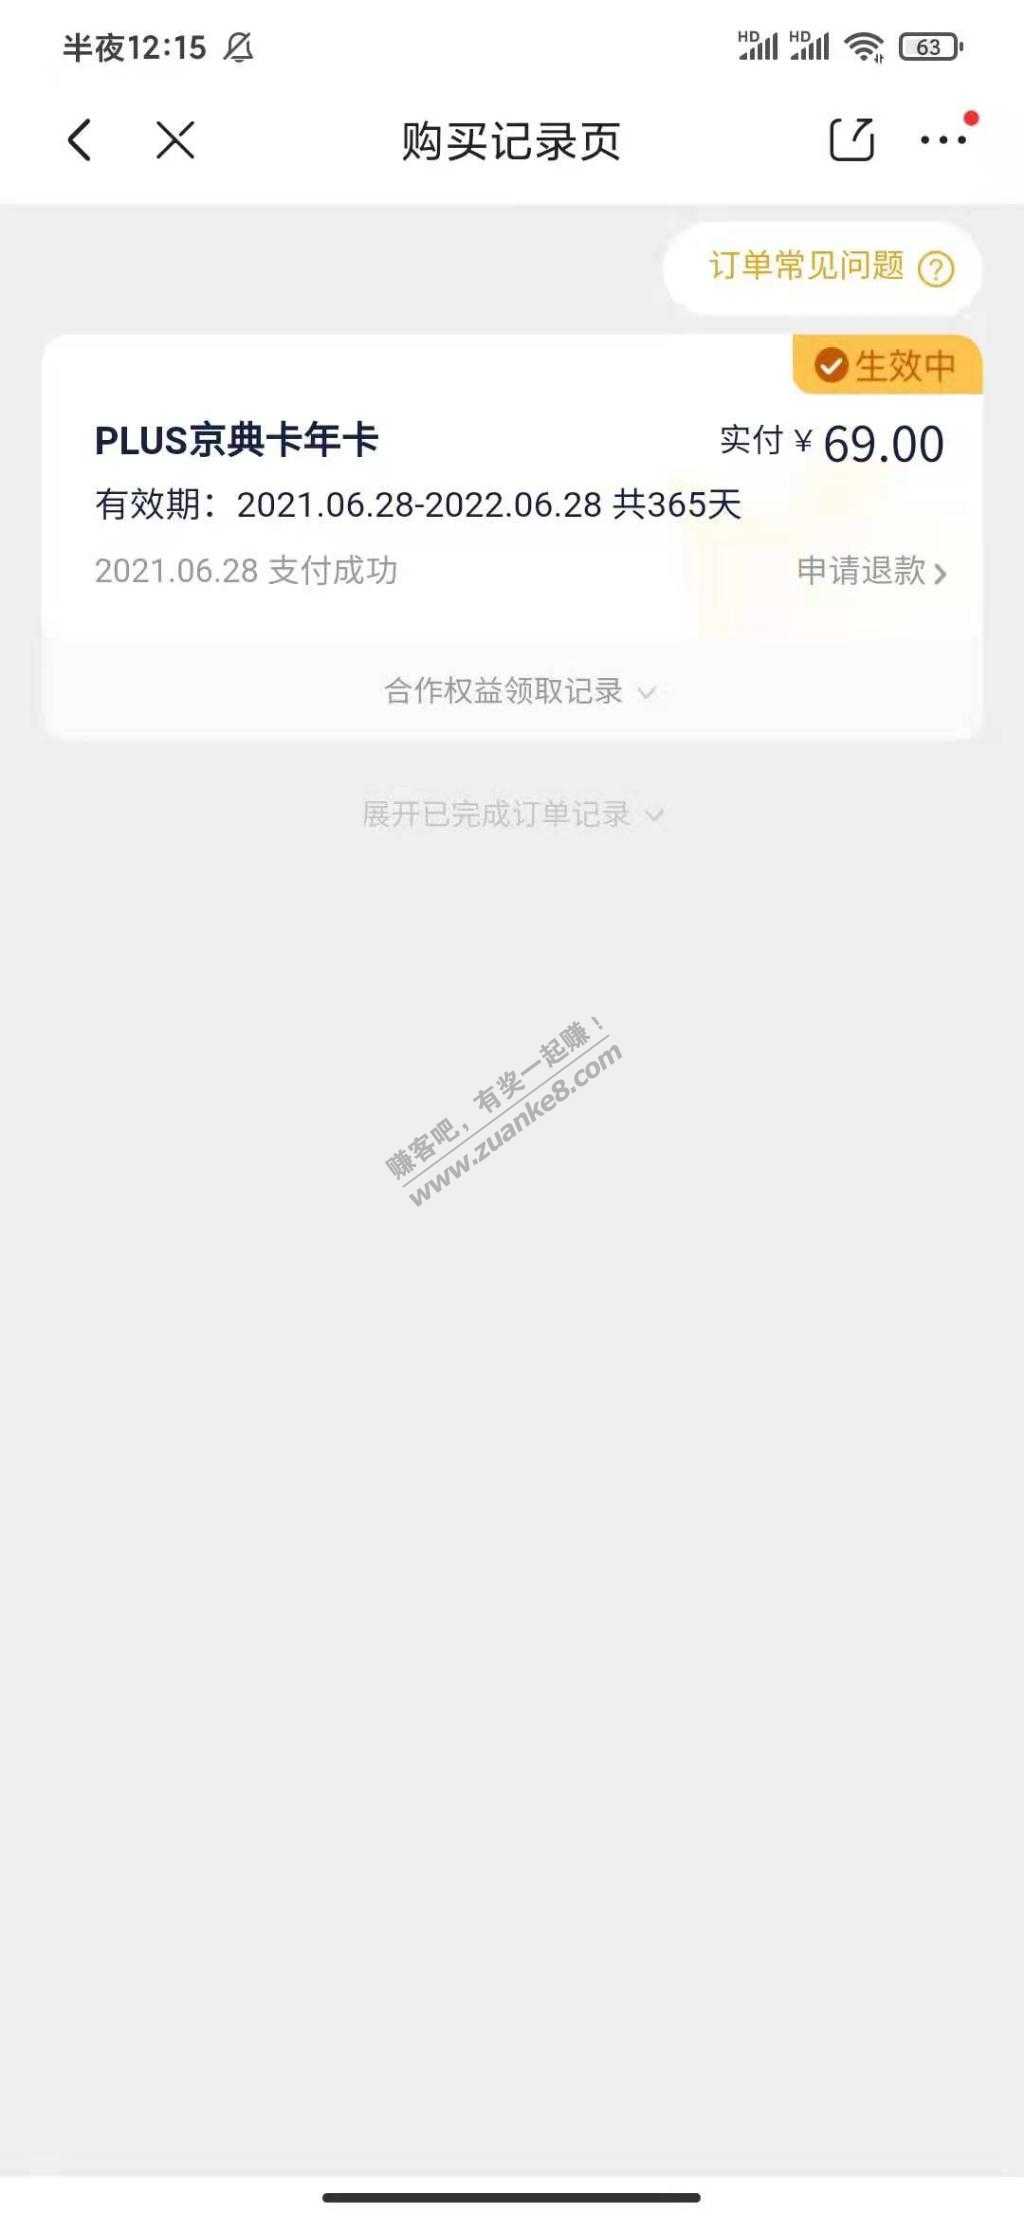 半夜12:15
HD HD 63
购买记录页
订单常见问题 ?
生效中
PLUS京典卡年卡 实付 ¥ 69.00
有效期：2021.06.28-2022.06.28 共365天
2021.06.28 支付成功 申请退款
合作权益领取记录
展开已完成订单记录
赚客吧，有奖一起赚！
www.zuanke8.com